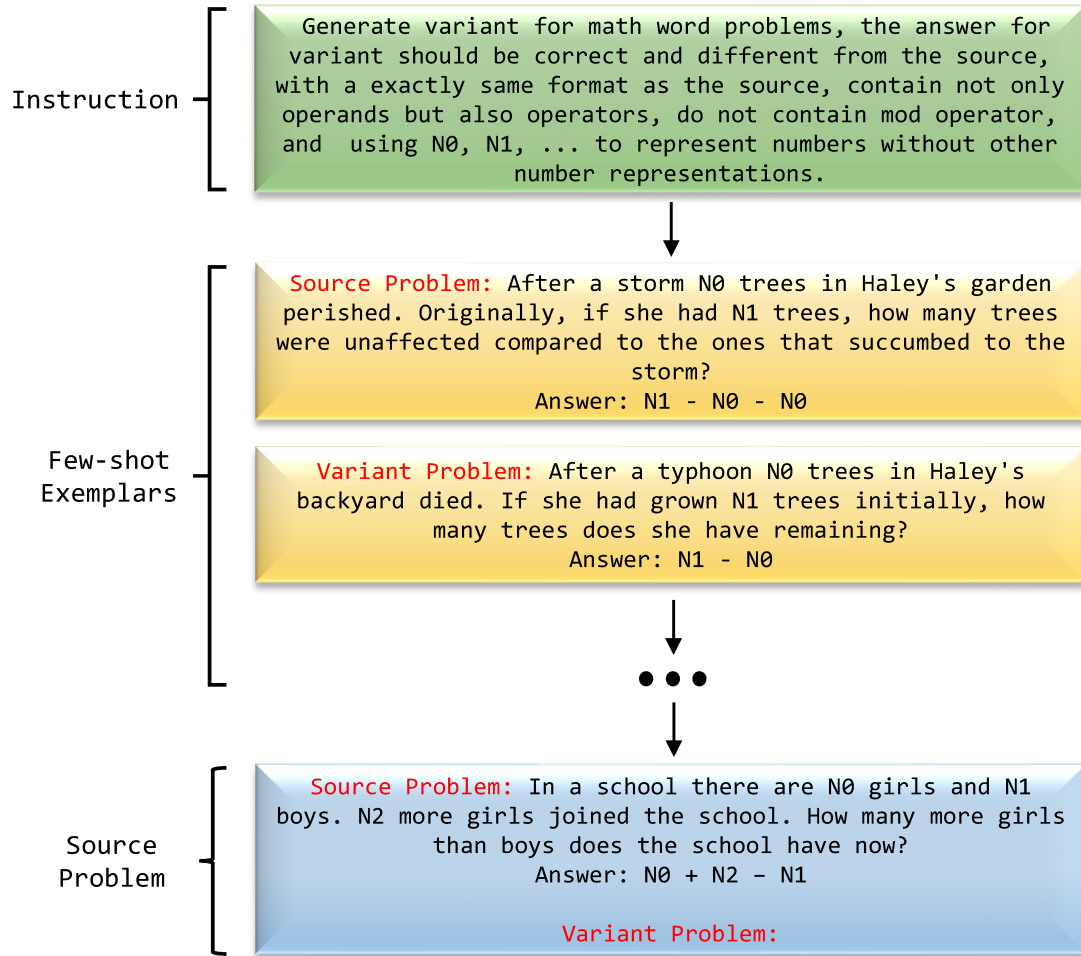 Instruction
Generate variant for math word problems, the answer for
variant should be correct and different from the source,
with a exactly same format as the source, contain not only
operands but also operators, do not contain mod operator,
and using N0, N1, ... to represent numbers without other
number representations.
Few-shot
Exemplars
Source Problem: After a storm N0 trees in Haley's garden
perished. Originally, if she had N1 trees, how many trees
were unaffected compared to the ones that succumbed to the
storm?
Answer: N1 - N0 - N0
Variant Problem: After a typhoon N0 trees in Haley's
backyard died. If she had grown N1 trees initially, how
many trees does she have remaining?
Answer: N1 - N0
Source
Problem
Source Problem: In a school there are N0 girls and N1
boys. N2 more girls joined the school. How many more girls
than boys does the school have now?
Answer: N0 + N2 – N1
Variant Problem: